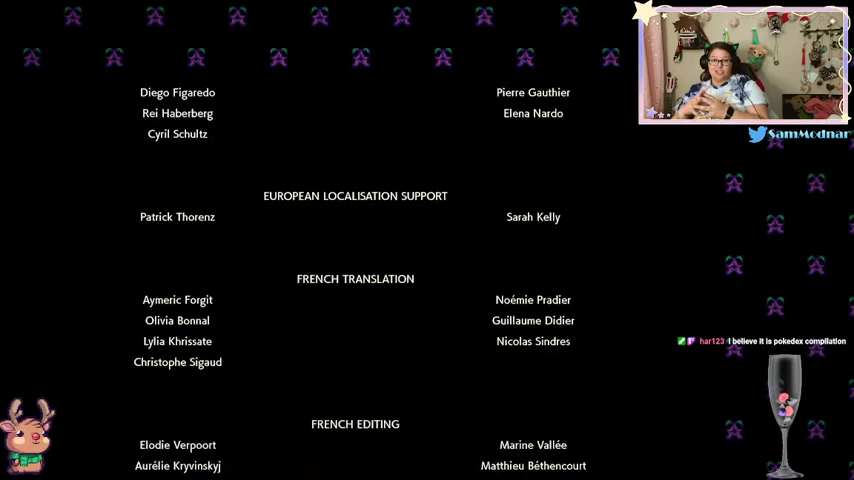 Diego Figaredo Pierre Gauthier
Rei Haberberg Elena Nardo
Cyril Schultz
SamModnar
EUROPEAN LOCALISATION SUPPORT
Patrick Thorenz Sarah Kelly
FRENCH TRANSLATION
Aymeric Forgit Noémie Pradier
Olivia Bonnal Guillaume Didier
Lylia Khrissate Nicolas Sindres
har123 I believe it is pokedex compilation
Christophe Sigaud
FRENCH EDITING
Elodie Verpoort Marine Vallée
Aurélie Kryvinskyj Matthieu Béthencourt